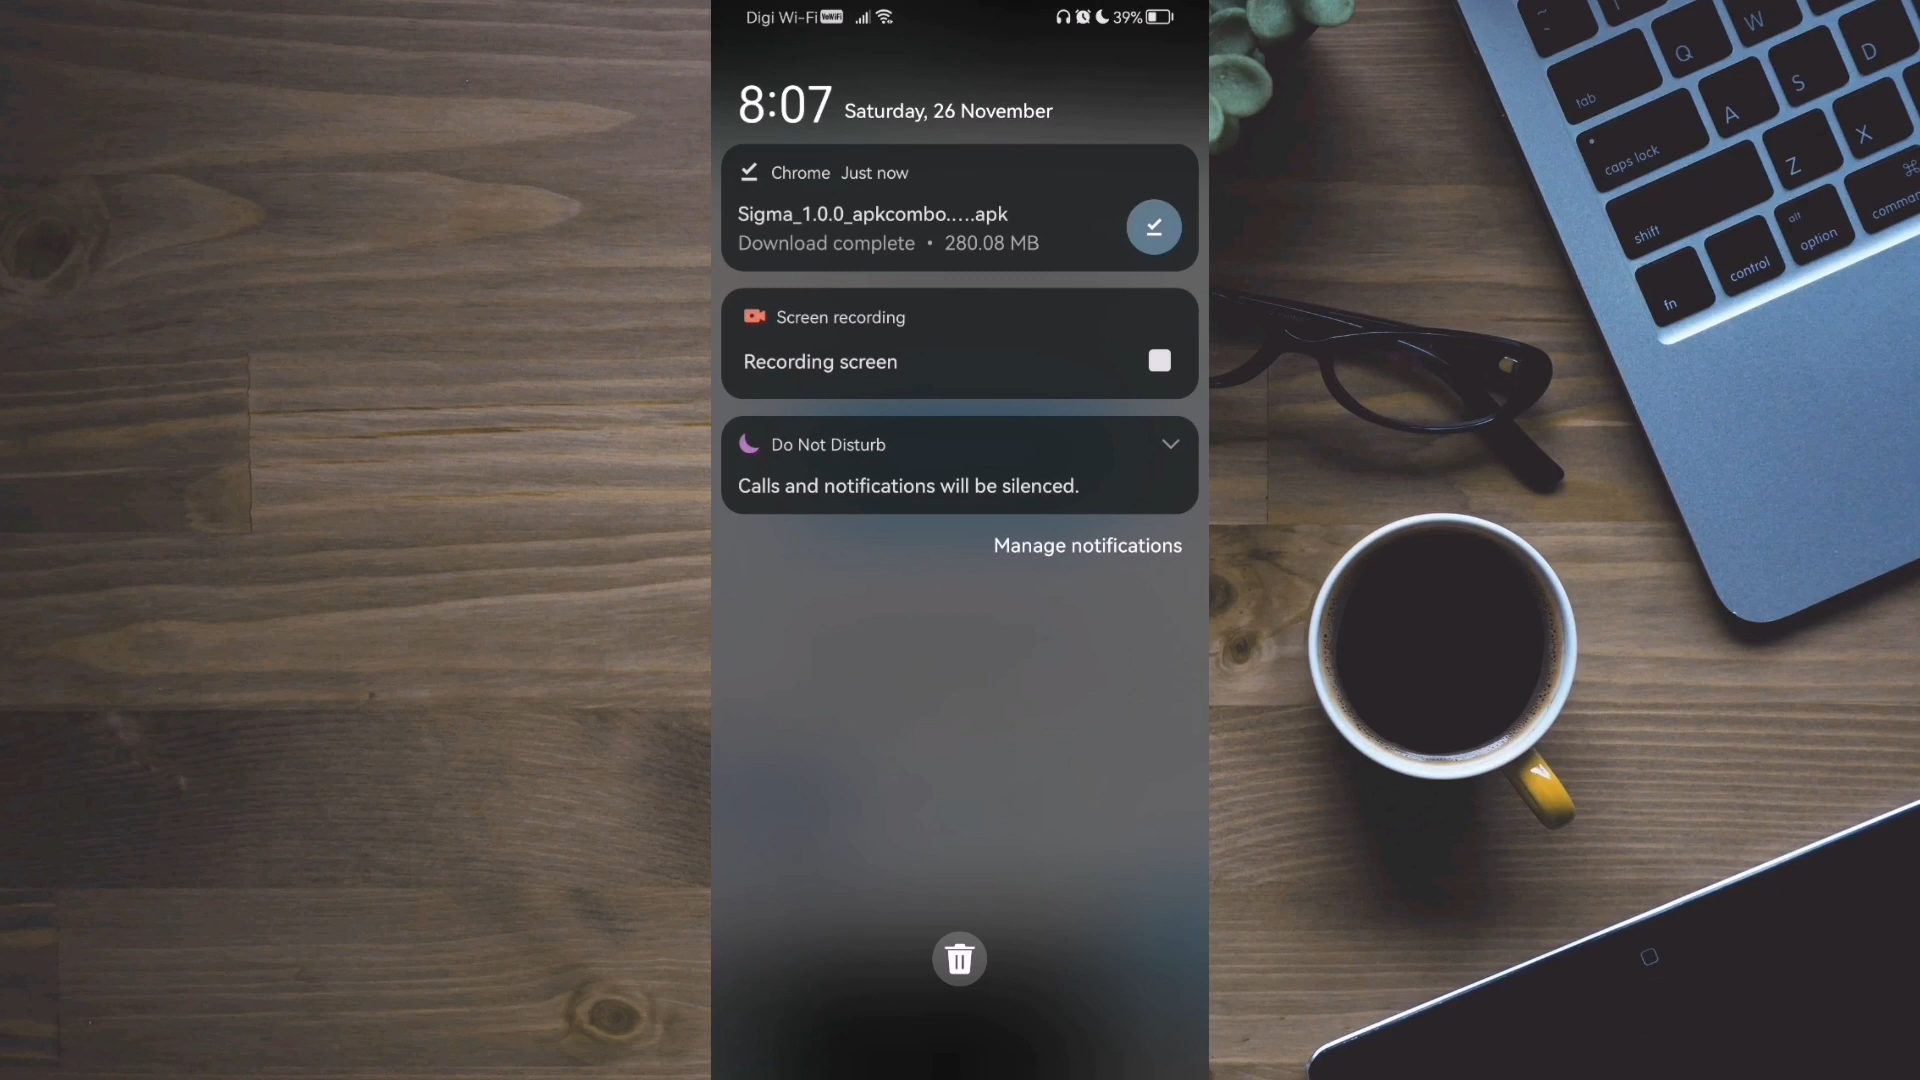 Digi Wi-Fi VoWiFi 39%
8:07 Saturday, 26 November
Chrome Just now
Sigma_1.0.0_apkcombo.....apk
Download complete • 280.08 MB
Screen recording
Recording screen
Do Not Disturb
Calls and notifications will be silenced.
Manage notifications
Q W
tab A S D
caps lock Z X
shift alt option ⌘
fn control